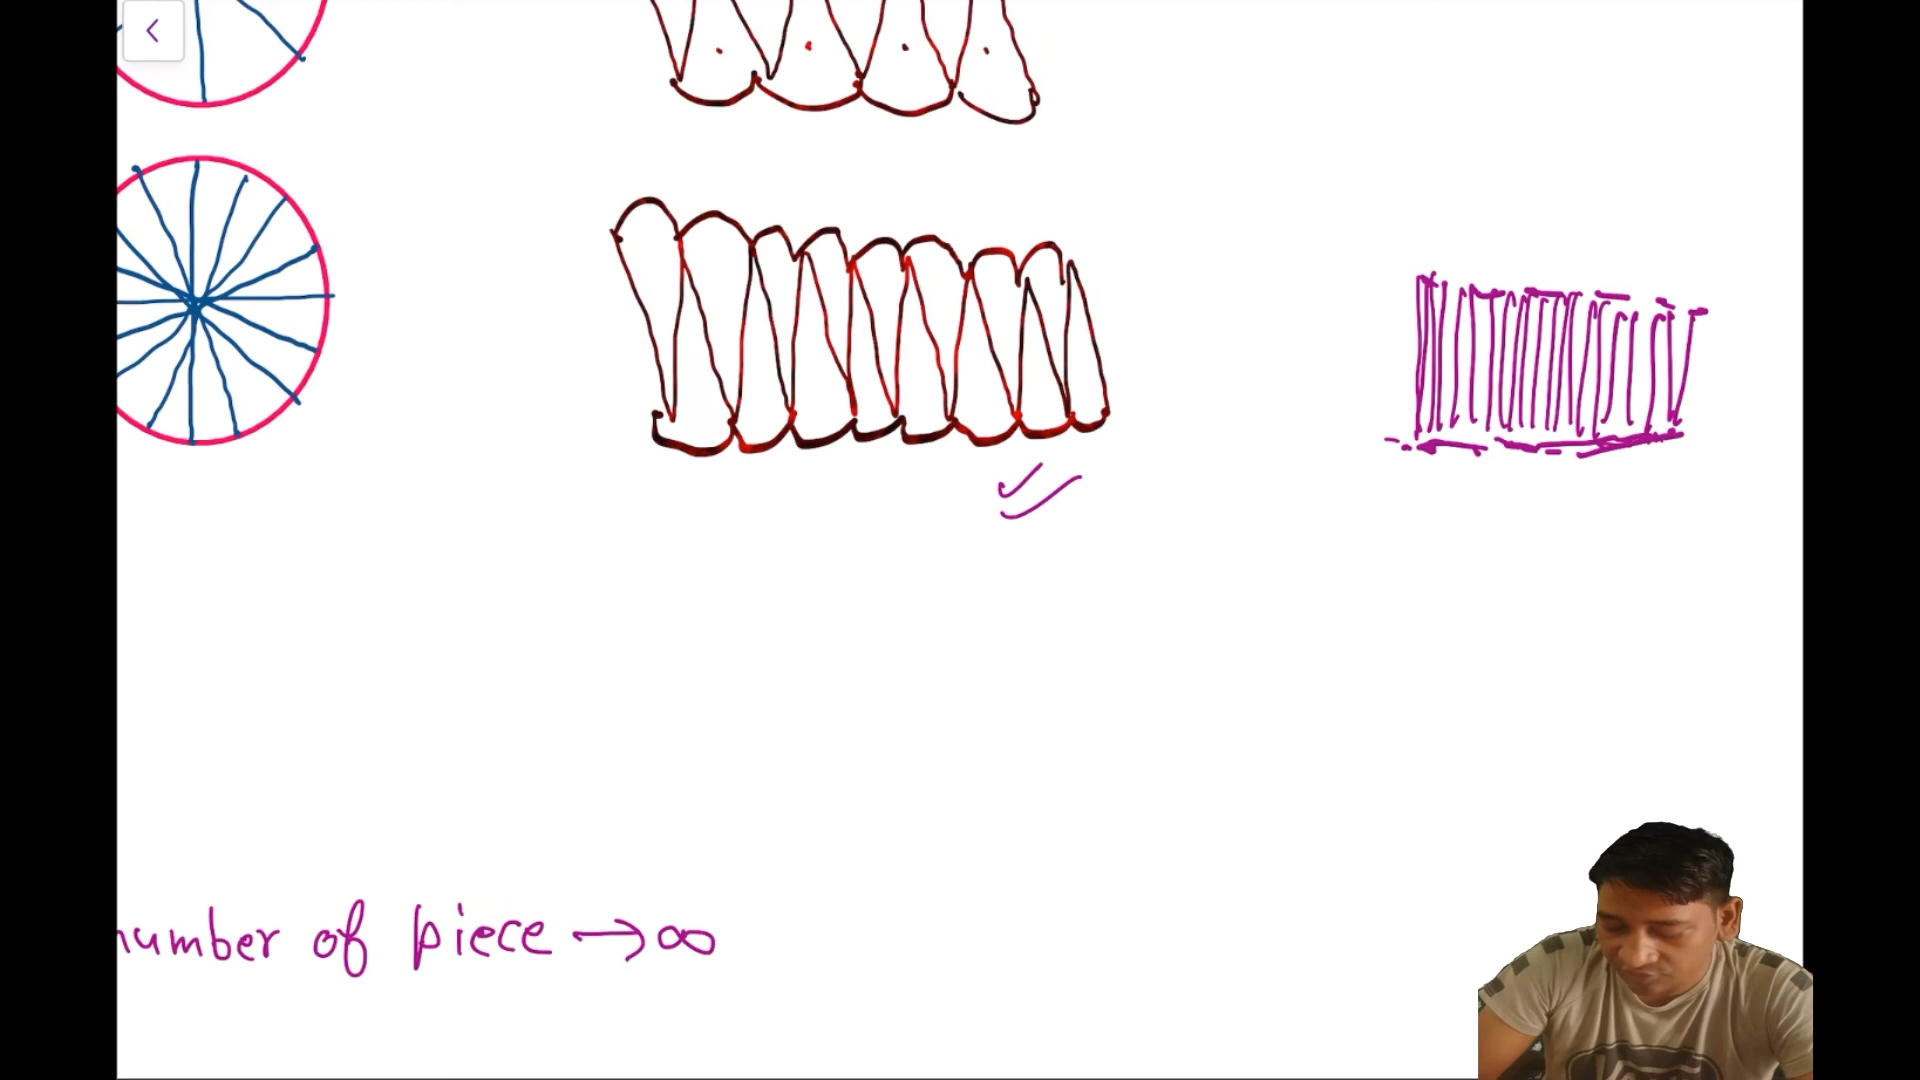 number of piece → ∞